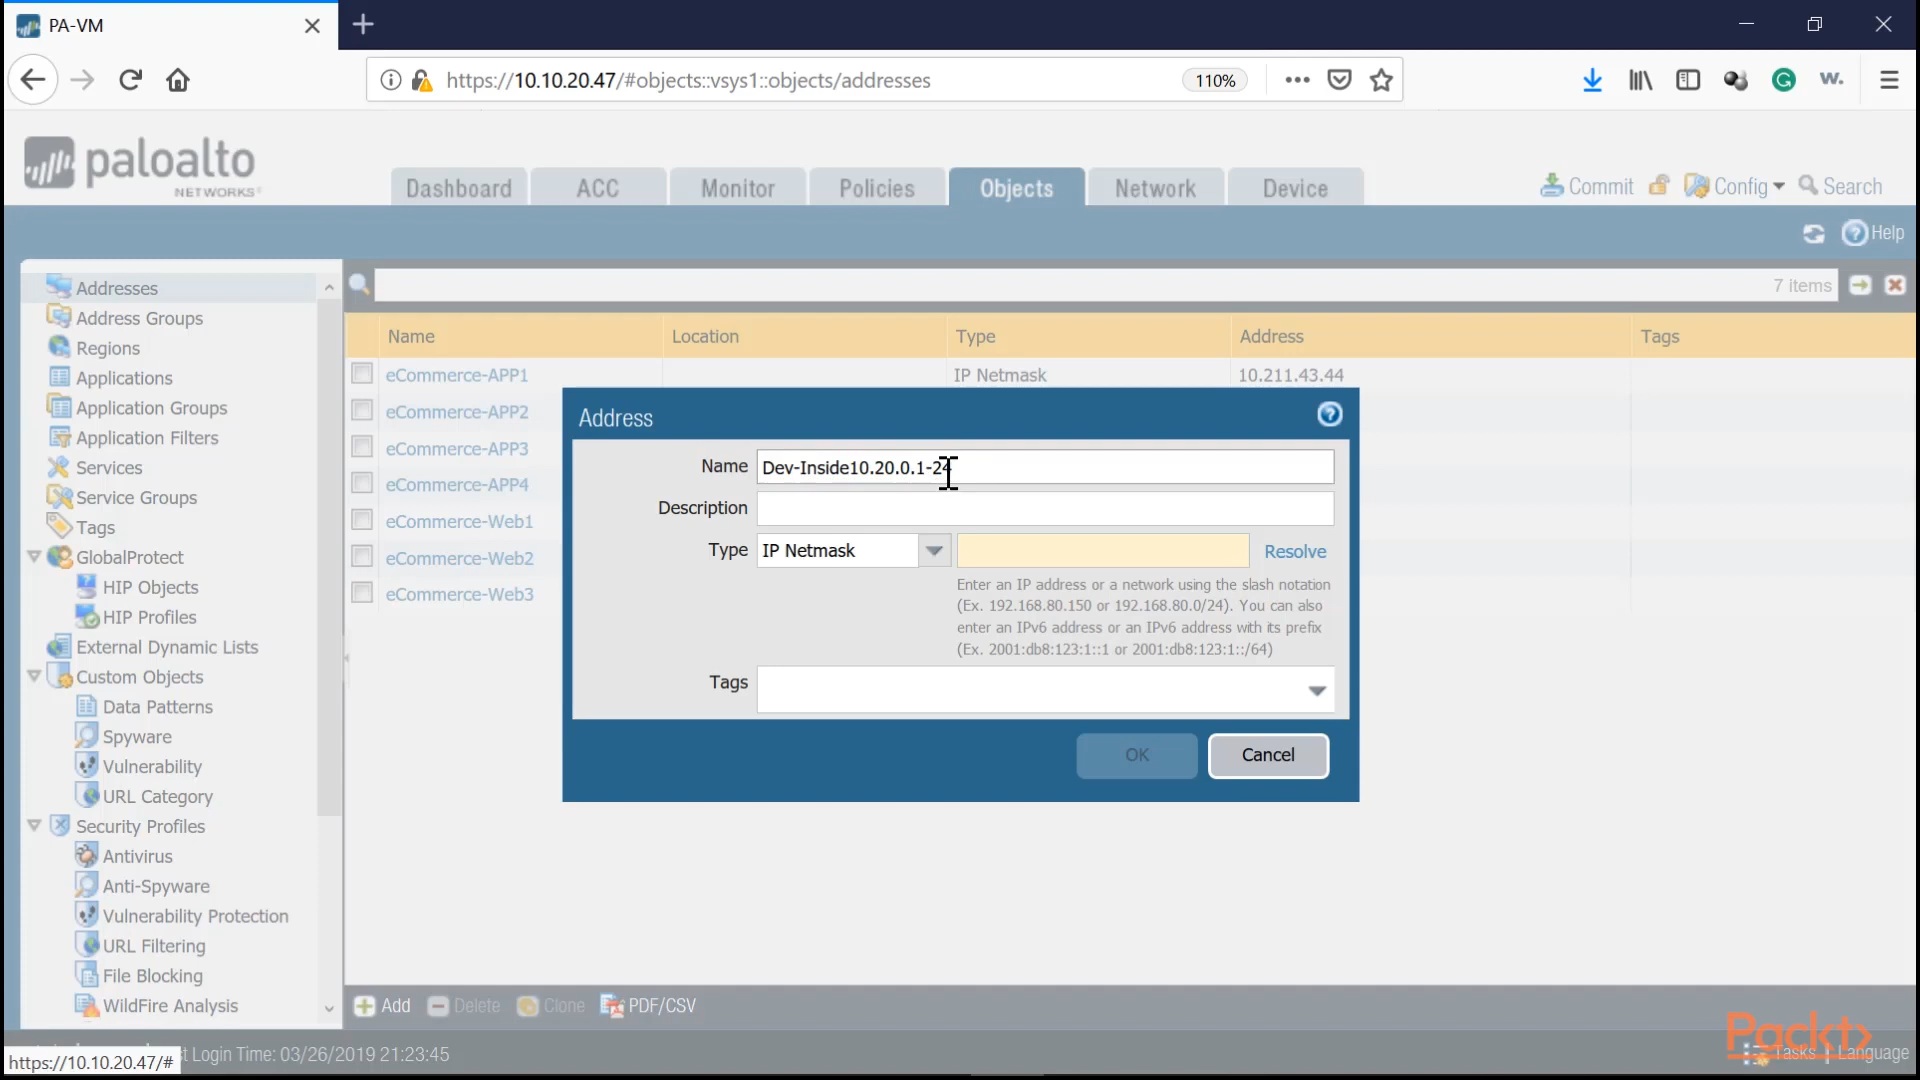 PA-VM
https://10.10.20.47/#objects::vsys1::objects/addresses
110%
w.
paloalto
NETWORKS
Dashboard
ACC
Monitor
Policies
Objects
Network
Device
Commit
Config
Search
Help
7 items
Addresses
Address Groups
Regions
Applications
Application Groups
Application Filters
Services
Service Groups
Tags
GlobalProtect
HIP Objects
HIP Profiles
External Dynamic Lists
Custom Objects
Data Patterns
Spyware
Vulnerability
URL Category
Security Profiles
Antivirus
Anti-Spyware
Vulnerability Protection
URL Filtering
File Blocking
WildFire Analysis
Name Location Type Address Tags
eCommerce-APP1 IP Netmask 10.211.43.44
eCommerce-APP2
eCommerce-APP3
eCommerce-APP4
eCommerce-Web1
eCommerce-Web2
eCommerce-Web3
Address
Name Dev-Inside10.20.0.1-24
Description
Type IP Netmask Resolve
Enter an IP address or a network using the slash notation
(Ex. 192.168.80.150 or 192.168.80.0/24). You can also
enter an IPv6 address or an IPv6 address with its prefix
(Ex. 2001:db8:123:1::1 or 2001:db8:123:1::/64)
Tags
OK Cancel
Add Delete Clone PDF/CSV
https://10.10.20.47/#
t Login Time: 03/26/2019 21:23:45
Packt>
Tasks | Language